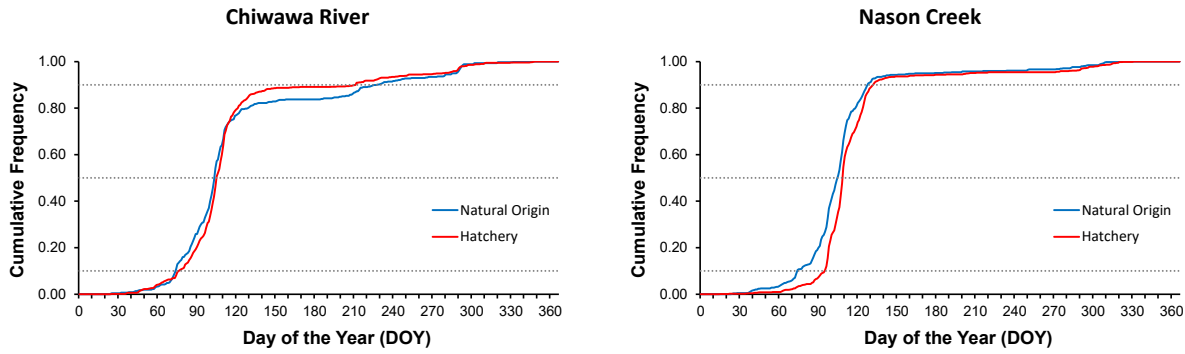 Chiwawa River
Cumulative Frequency
1.00
0.80
0.60
0.40
0.20
0.00
Natural Origin
Hatchery
0 30 60 90 120 150 180 210 240 270 300 330 360
Day of the Year (DOY)
Nason Creek
Cumulative Frequency
1.00
0.80
0.60
0.40
0.20
0.00
Natural Origin
Hatchery
0 30 60 90 120 150 180 210 240 270 300 330 360
Day of the Year (DOY)